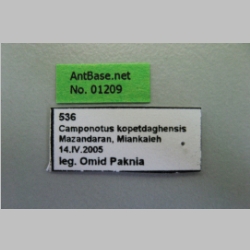 AntBase.net
No. 01209
536
Camponotus kopetdaghensis
Mazandaran, Miankaleh
14.IV.2005
leg. Omid Paknia